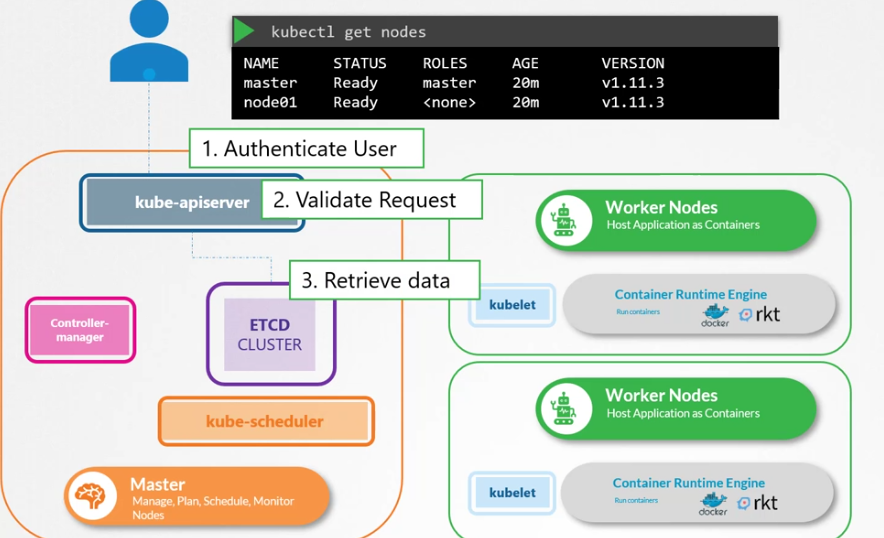 kubectl get nodes
NAME STATUS ROLES AGE VERSION
master Ready master 20m v1.11.3
node01 Ready <none> 20m v1.11.3
1. Authenticate User
kube-apiserver
2. Validate Request
3. Retrieve data
Controller-
manager
ETCD
CLUSTER
kube-scheduler
Master
Manage, Plan, Schedule, Monitor
Nodes
Worker Nodes
Host Application as Containers
kubelet
Container Runtime Engine
Run containers
docker
rkt
Worker Nodes
Host Application as Containers
kubelet
Container Runtime Engine
Run containers
docker
rkt